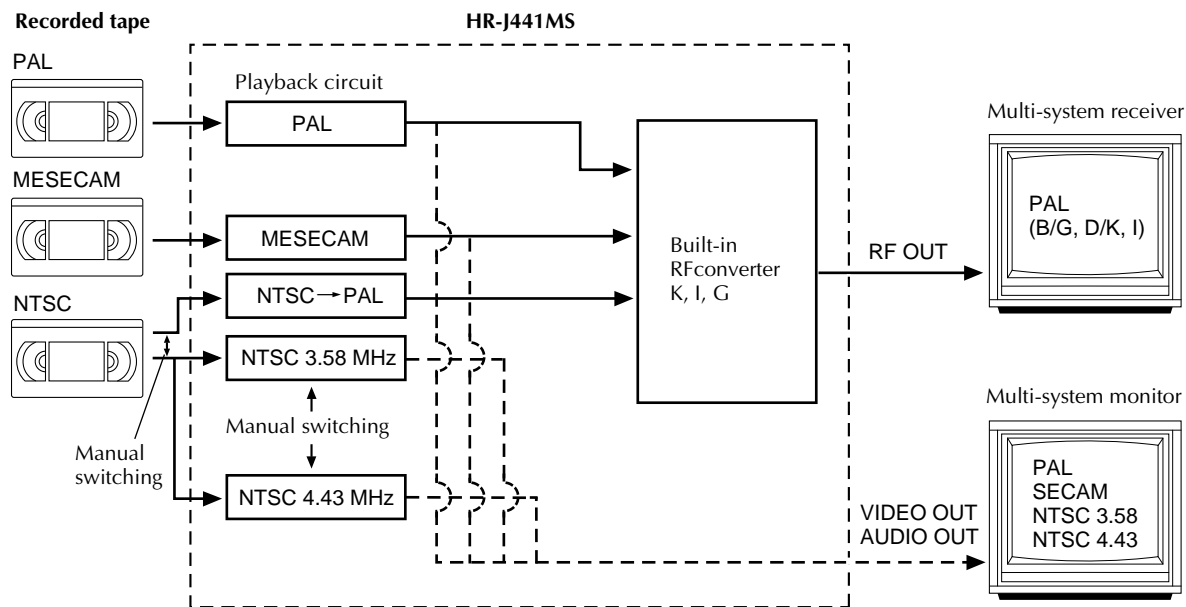 Recorded tape
HR-J441MS
PAL
Playback circuit
PAL
MESECAM
MESECAM
NTSC
NTSC→PAL
NTSC 3.58 MHz
Manual
switching
Manual switching
NTSC 4.43 MHz
Built-in
RFconverter
K, I, G
RF OUT
Multi-system receiver
PAL
(B/G, D/K, I)
VIDEO OUT
AUDIO OUT
Multi-system monitor
PAL
SECAM
NTSC 3.58
NTSC 4.43